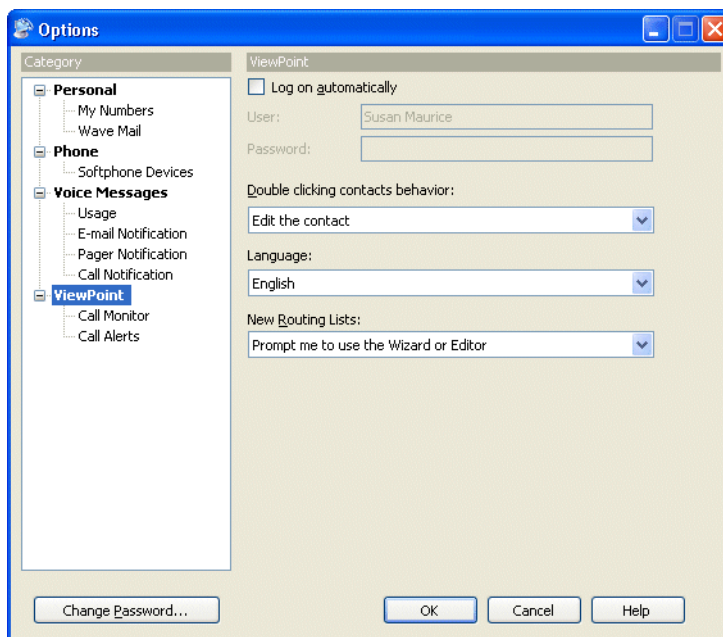 Options
Category
Personal
My Numbers
Wave Mail
Phone
Softphone Devices
Voice Messages
Usage
E-mail Notification
Pager Notification
Call Notification
ViewPoint
Call Monitor
Call Alerts
ViewPoint
Log on automatically
User: Susan Maurice
Password:
Double clicking contacts behavior:
Edit the contact
Language:
English
New Routing Lists:
Prompt me to use the Wizard or Editor
Change Password... OK Cancel Help